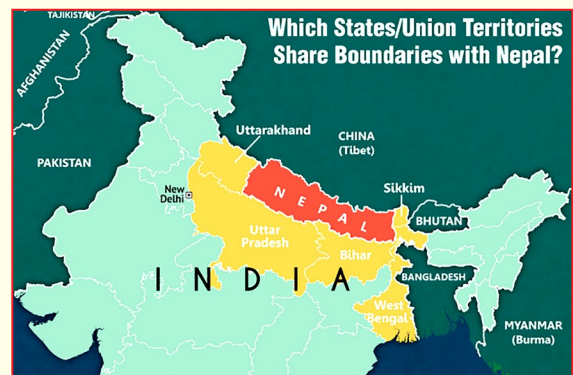 Which States/Union Territories
Share Boundaries with Nepal?
TAJIKISTAN
AFGHANISTAN
PAKISTAN
Uttarakhand
CHINA
(Tibet)
New
Delhi
NEPAL
Sikkim
BHUTAN
Uttar
Pradesh
Bihar
INDIA
BANGLADESH
West
Bengal
MYANMAR
(Burma)